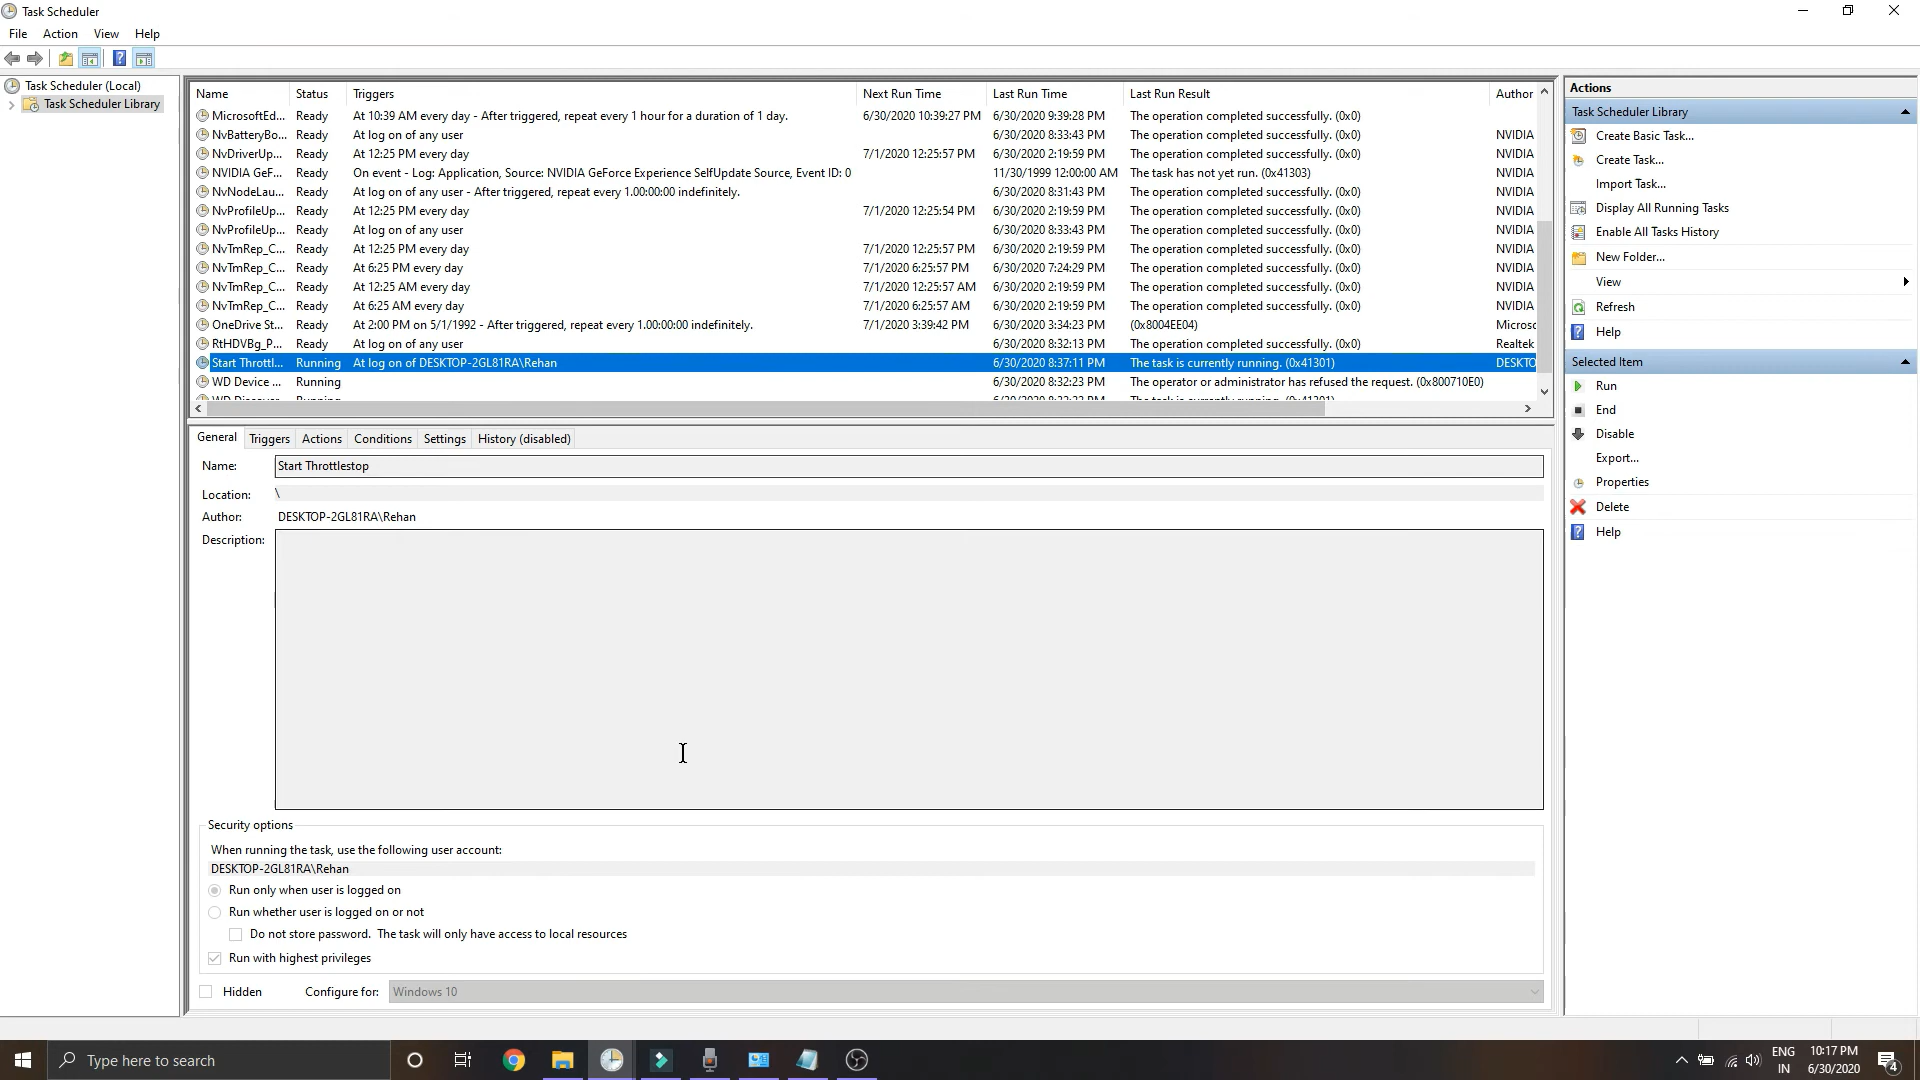 Task Scheduler
File Action View Help
Task Scheduler (Local)
Task Scheduler Library
Name Status Triggers Next Run Time Last Run Time Last Run Result Author
MicrosoftEd... Ready At 10:39 AM every day - After triggered, repeat every 1 hour for a duration of 1 day. 6/30/2020 10:39:27 PM 6/30/2020 9:39:28 PM The operation completed successfully. (0x0)
NvBatteryBo... Ready At log on of any user 6/30/2020 8:33:43 PM The operation completed successfully. (0x0) NVIDIA
NvDriverUp... Ready At 12:25 PM every day 7/1/2020 12:25:57 PM 6/30/2020 2:19:59 PM The operation completed successfully. (0x0) NVIDIA
NVIDIA GeF... Ready On event - Log: Application, Source: NVIDIA GeForce Experience SelfUpdate Source, Event ID: 0 11/30/1999 12:00:00 AM The task has not yet run. (0x41303) NVIDIA
NvNodeLau... Ready At log on of any user - After triggered, repeat every 1.00:00:00 indefinitely. 6/30/2020 8:31:43 PM The operation completed successfully. (0x0) NVIDIA
NvProfileUp... Ready At 12:25 PM every day 7/1/2020 12:25:54 PM 6/30/2020 2:19:59 PM The operation completed successfully. (0x0) NVIDIA
NvProfileUp... Ready At log on of any user 6/30/2020 8:33:43 PM The operation completed successfully. (0x0) NVIDIA
NvTmRep_C... Ready At 12:25 PM every day 7/1/2020 12:25:57 PM 6/30/2020 2:19:59 PM The operation completed successfully. (0x0) NVIDIA
NvTmRep_C... Ready At 6:25 PM every day 7/1/2020 6:25:57 PM 6/30/2020 7:24:29 PM The operation completed successfully. (0x0) NVIDIA
NvTmRep_C... Ready At 12:25 AM every day 7/1/2020 12:25:57 AM 6/30/2020 2:19:59 PM The operation completed successfully. (0x0) NVIDIA
NvTmRep_C... Ready At 6:25 AM every day 7/1/2020 6:25:57 AM 6/30/2020 2:19:59 PM The operation completed successfully. (0x0) NVIDIA
OneDrive St... Ready At 2:00 PM on 5/1/1992 - After triggered, repeat every 1.00:00:00 indefinitely. 7/1/2020 3:39:42 PM 6/30/2020 3:34:23 PM (0x8004EE04) Microsc
RtHDVBg_P... Ready At log on of any user 6/30/2020 8:32:13 PM The operation completed successfully. (0x0) Realtek
Start Throttl... Running At log on of DESKTOP-2GL81RA\Rehan 6/30/2020 8:37:11 PM The task is currently running. (0x41301) DESKTO
WD Device ... Running 6/30/2020 8:32:23 PM The operator or administrator has refused the request. (0x800710E0)
General Triggers Actions Conditions Settings History (disabled)
Name: Start Throttlestop
Location: \
Author: DESKTOP-2GL81RA\Rehan
Description:
Security options
When running the task, use the following user account:
DESKTOP-2GL81RA\Rehan
Run only when user is logged on
Run whether user is logged on or not
Do not store password. The task will only have access to local resources
Run with highest privileges
Hidden Configure for: Windows 10
Actions
Task Scheduler Library
Create Basic Task...
Create Task...
Import Task...
Display All Running Tasks
Enable All Tasks History
New Folder...
View
Refresh
Help
Selected Item
Run
End
Disable
Export...
Properties
Delete
Help
Type here to search
ENG
IN
10:17 PM
6/30/2020
4